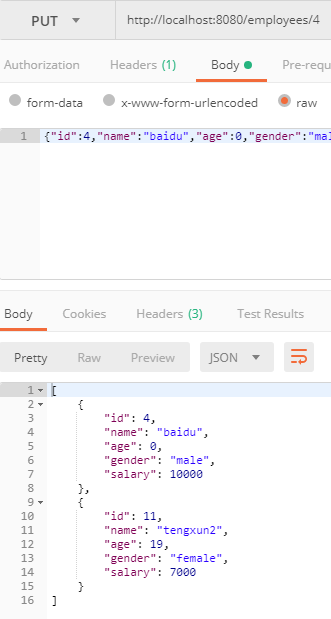 PUT http://localhost:8080/employees/4
Authorization Headers (1) Body Pre-requ
form-data x-www-form-urlencoded raw
1 {"id":4,"name":"baidu","age":0,"gender":"mal
Body Cookies Headers (3) Test Results
Pretty Raw Preview JSON
1 [
2 {
3 "id": 4,
4 "name": "baidu",
5 "age": 0,
6 "gender": "male",
7 "salary": 10000
8 },
9 {
10 "id": 11,
11 "name": "tengxun2",
12 "age": 19,
13 "gender": "female",
14 "salary": 7000
15 }
16 ]